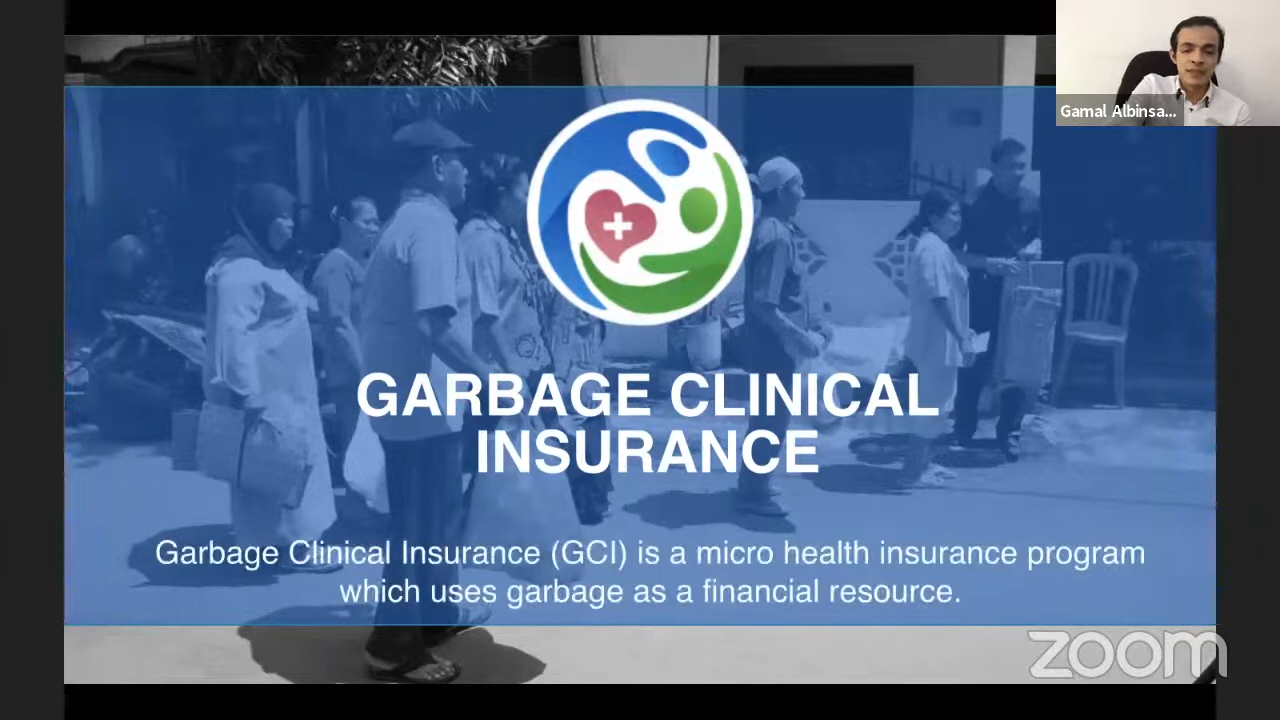 Gamal Albinsa...
GARBAGE CLINICAL
INSURANCE
Garbage Clinical Insurance (GCI) is a micro health insurance program
which uses garbage as a financial resource.
zoom